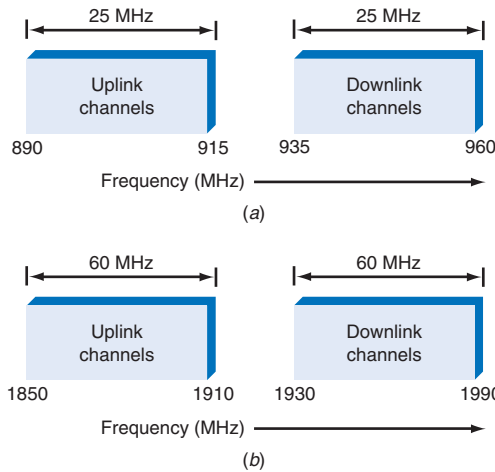 25 MHz 25 MHz
Uplink channels Downlink channels
890 915 935 960
Frequency (MHz)
(a)
60 MHz 60 MHz
Uplink channels Downlink channels
1850 1910 1930 1990
Frequency (MHz)
(b)